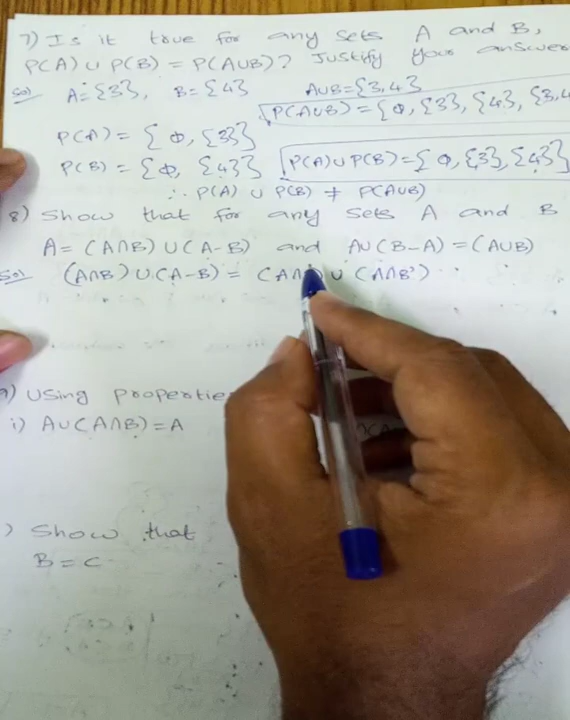 7) Is it true for any sets A and B,
P(A) ∪ P(B) = P(A∪B)? Justify your answer
Sol A = {3}, B = {4} A∪B = {3,4}
P(A∪B) = {Φ, {3}, {4}, {3,4
P(A) = {Φ, {3}}
P(B) = {Φ, {4}} P(A)∪P(B) = {Φ, {3}, {4}}
∴ P(A) ∪ P(B) ≠ P(A∪B)
8) Show that for any sets A and B
A = (A∩B) ∪ (A-B) and A∪(B-A) = (A∪B)
Sol) (A∩B) ∪ (A-B) = (A∩ ) ∪ (A∩B')
9) Using propertie
i) A∪(A∩B) = A
) Show that
B = C